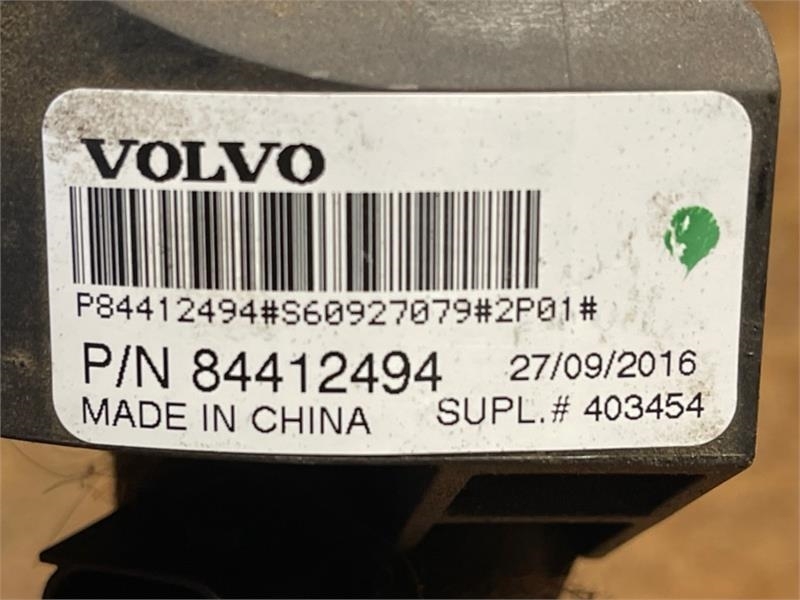 VOLVO
P84412494#S60927079#2P01#
P/N 84412494 27/09/2016
MADE IN CHINA SUPL.# 403454